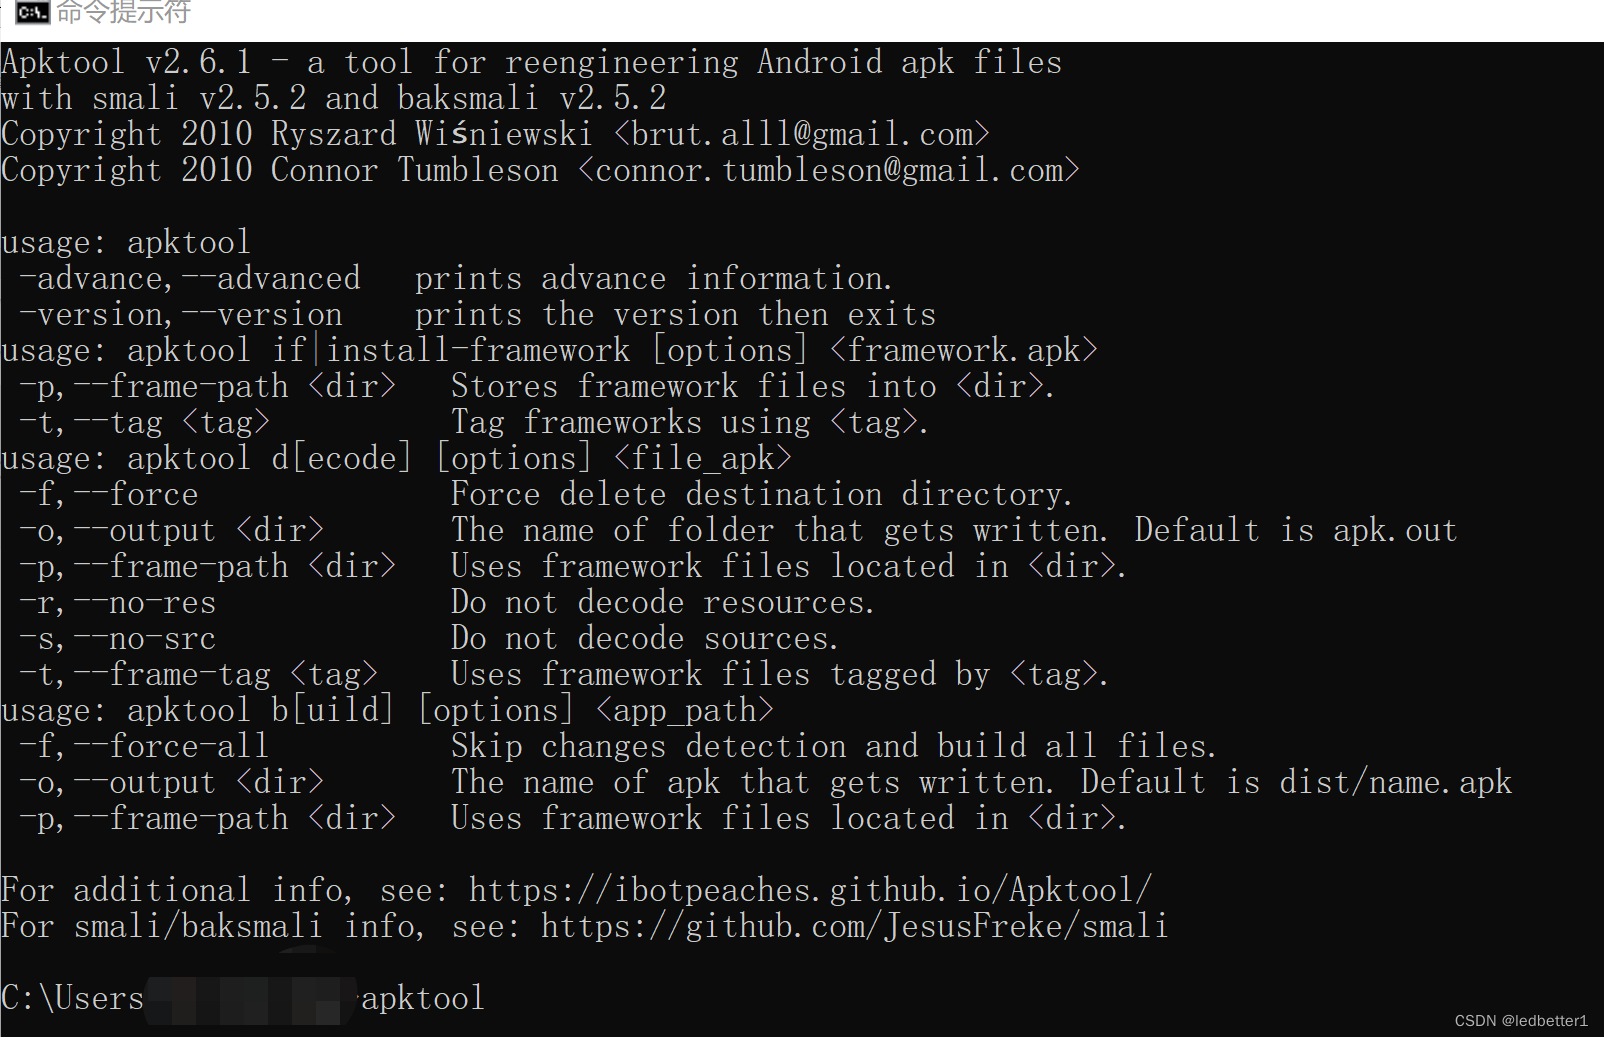 命令提示符
Apktool v2.6.1 - a tool for reengineering Android apk files
with smali v2.5.2 and baksmali v2.5.2
Copyright 2010 Ryszard Wiśniewski <brut.alll@gmail.com>
Copyright 2010 Connor Tumbleson <connor.tumbleson@gmail.com>
usage: apktool
 -advance,--advanced   prints advance information.
 -version,--version    prints the version then exits
usage: apktool if|install-framework [options] <framework.apk>
 -p,--frame-path <dir>   Stores framework files into <dir>.
 -t,--tag <tag>          Tag frameworks using <tag>.
usage: apktool d[ecode] [options] <file_apk>
 -f,--force              Force delete destination directory.
 -o,--output <dir>       The name of folder that gets written. Default is apk.out
 -p,--frame-path <dir>   Uses framework files located in <dir>.
 -r,--no-res             Do not decode resources.
 -s,--no-src             Do not decode sources.
 -t,--frame-tag <tag>    Uses framework files tagged by <tag>.
usage: apktool b[uild] [options] <app_path>
 -f,--force-all          Skip changes detection and build all files.
 -o,--output <dir>       The name of apk that gets written. Default is dist/name.apk
 -p,--frame-path <dir>   Uses framework files located in <dir>.
For additional info, see: https://ibotpeaches.github.io/Apktool/
For smali/baksmali info, see: https://github.com/JesusFreke/smali
C:\Users apktool
CSDN @ledbetter1